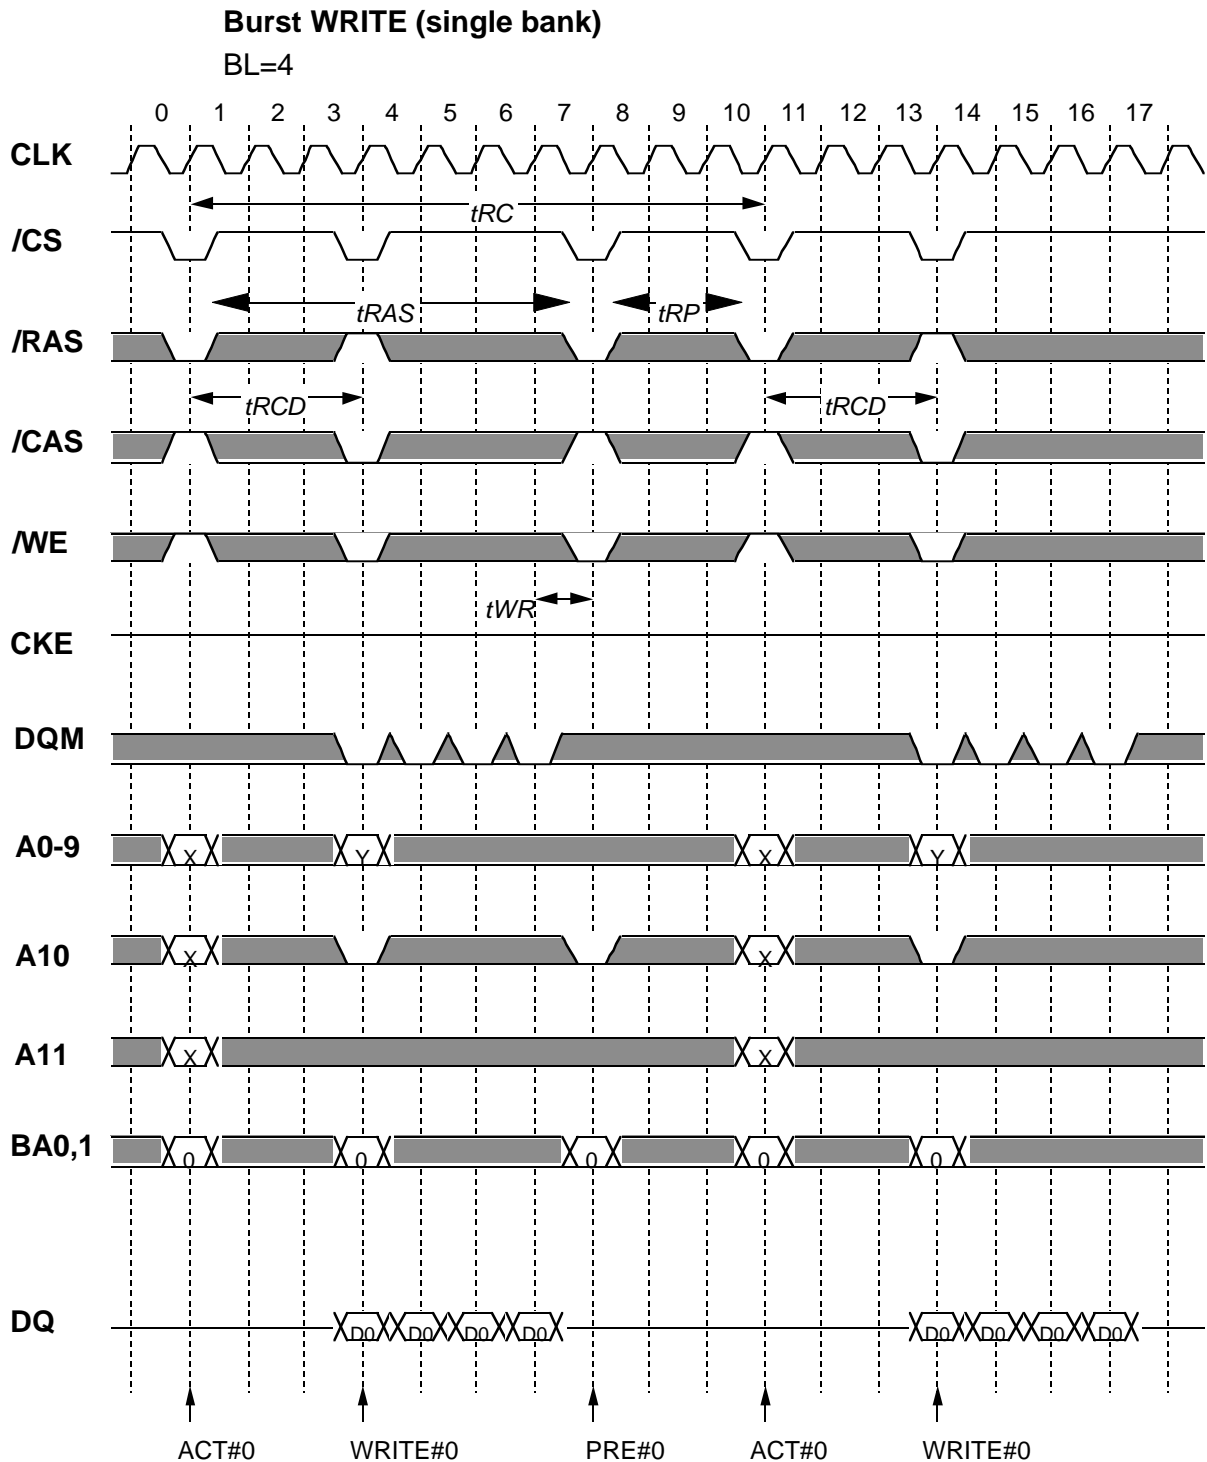 Burst WRITE (single bank)
BL=4
0 1 2 3 4 5 6 7 8 9 10 11 12 13 14 15 16 17
CLK
tRC
/CS
tRAS tRP
/RAS
tRCD tRCD
/CAS
/WE
tWR
CKE
DQM
A0-9 X Y X Y
A10 X X
A11 X X
BA0,1 0 0 0 0 0
DQ D0 D0 D0 D0 D0 D0 D0 D0
ACT#0 WRITE#0 PRE#0 ACT#0 WRITE#0